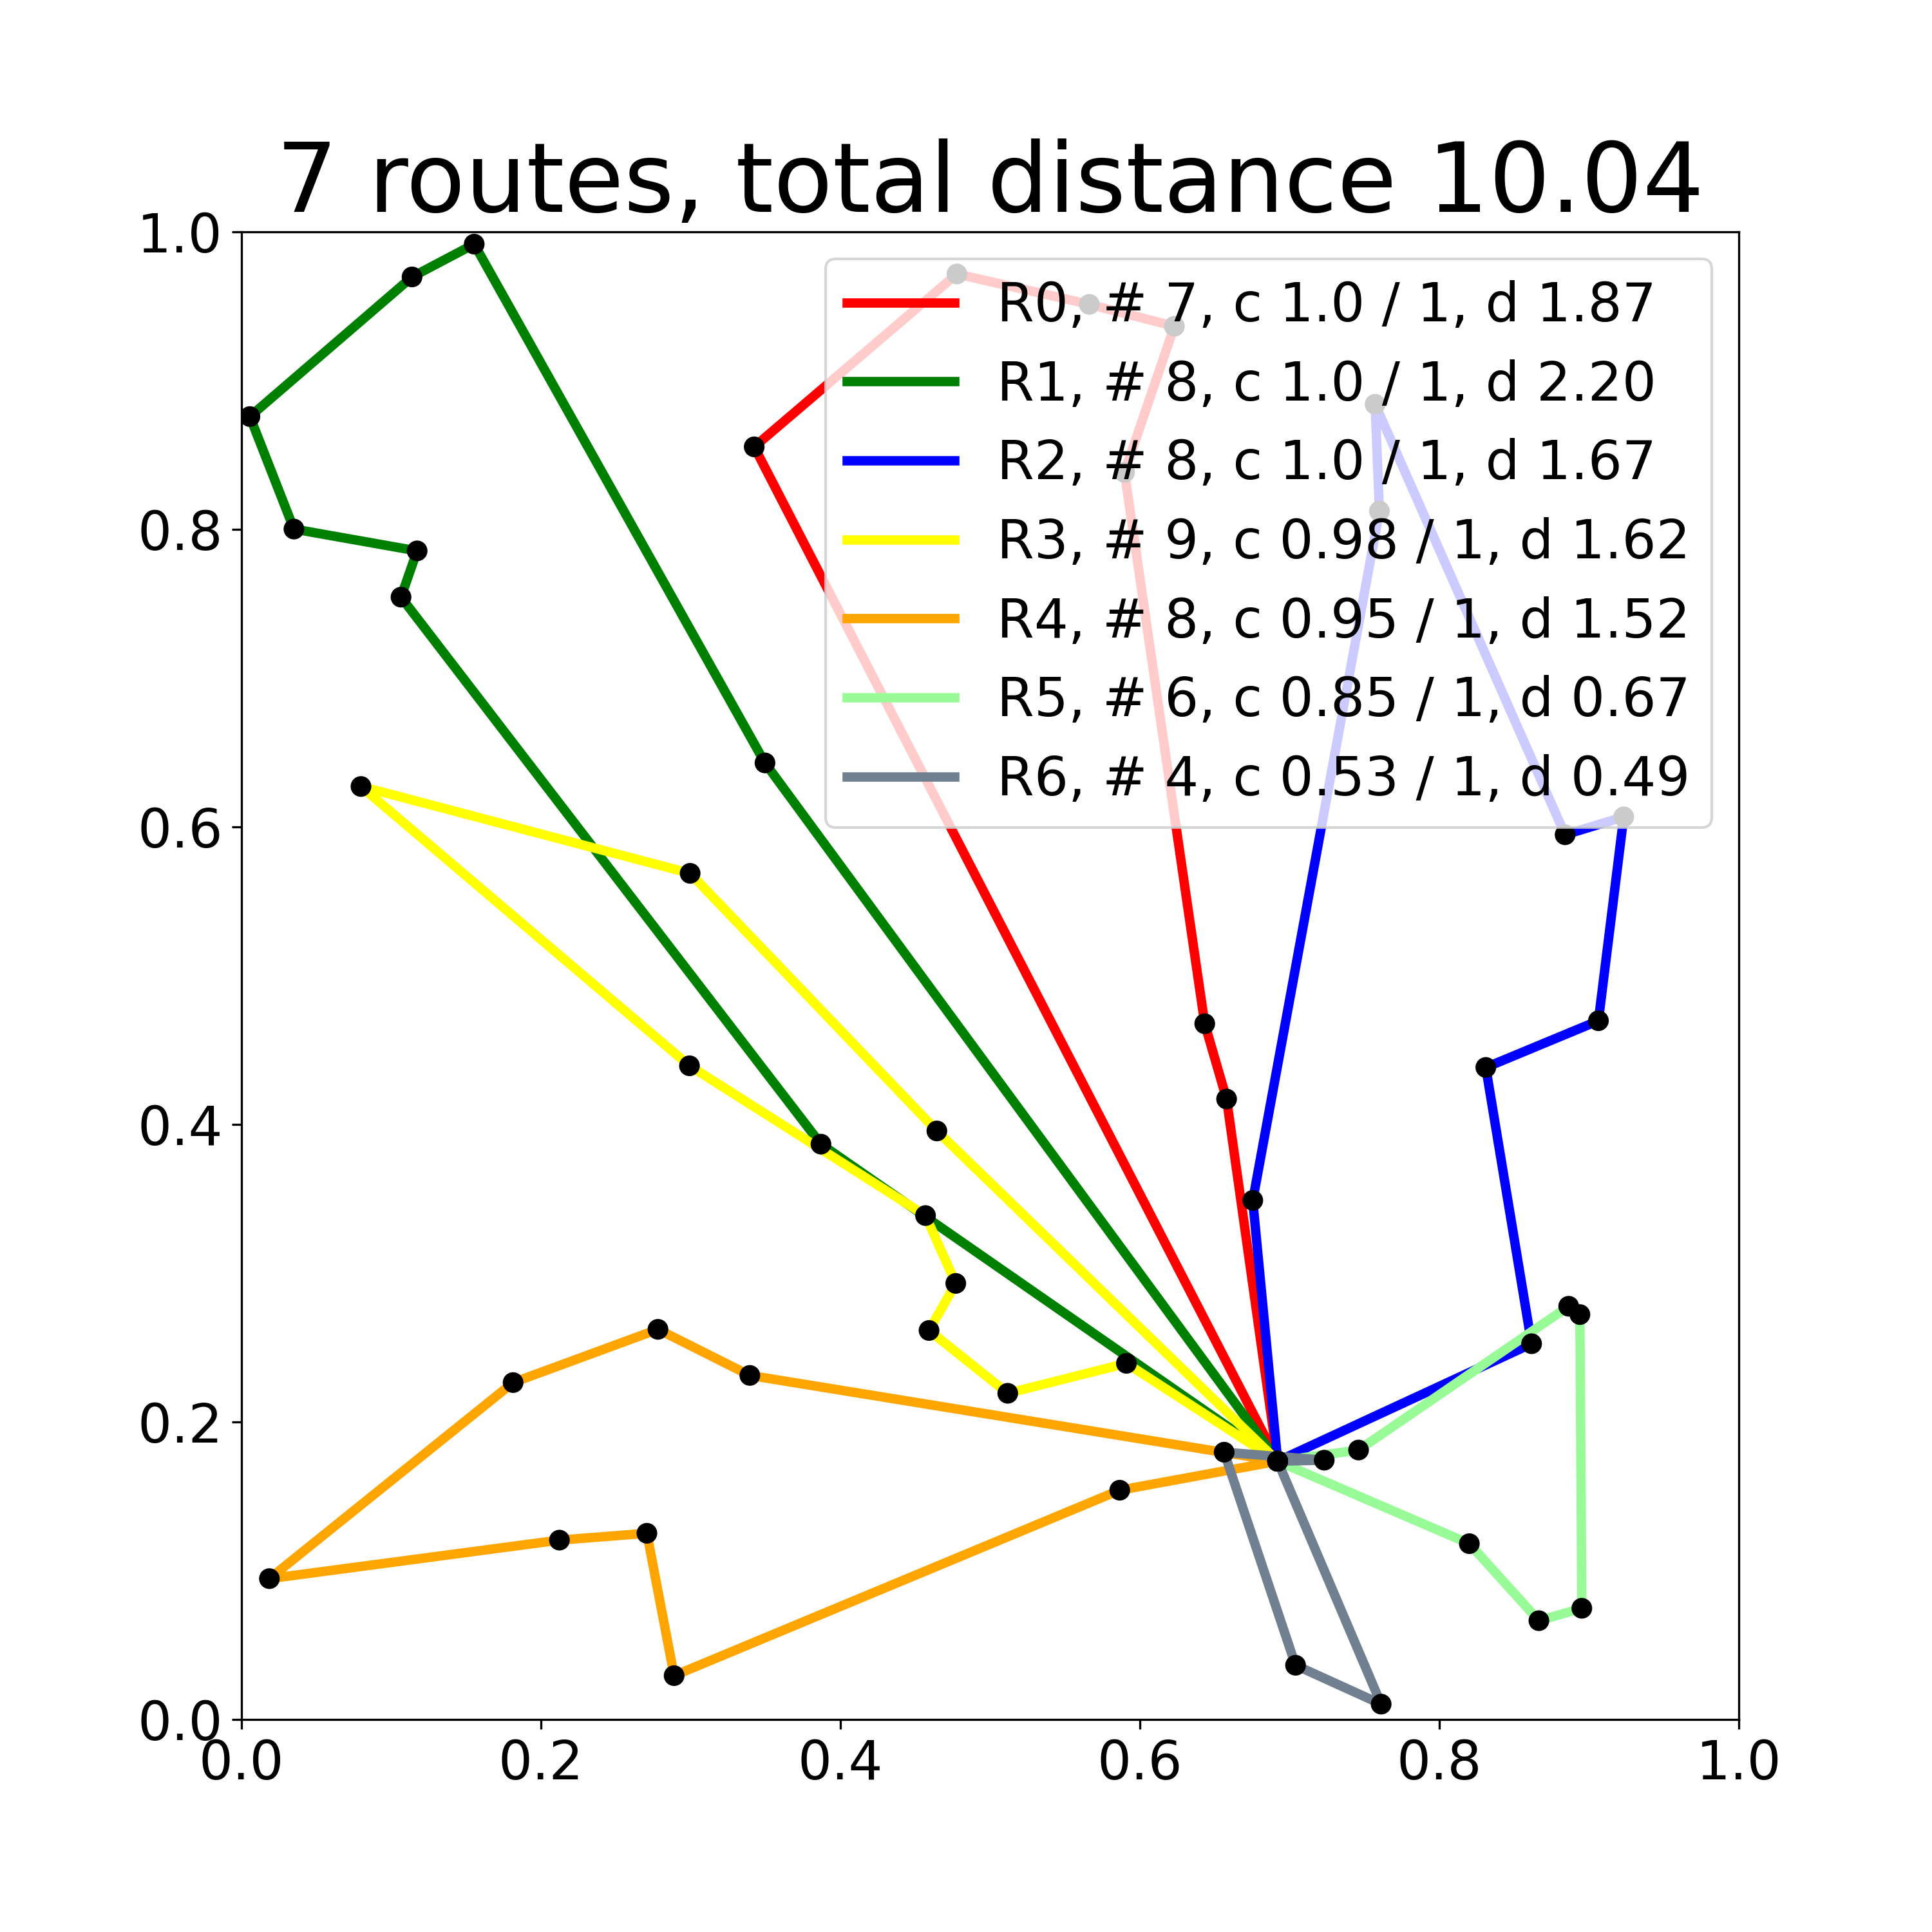 7 routes, total distance 10.04
1.0
0.8
0.6
0.4
0.2
0.0
R0, # 7, c 1.0 / 1, d 1.87
R1, # 8, c 1.0 / 1, d 2.20
R2, # 8, c 1.0 / 1, d 1.67
R3, # 9, c 0.98 / 1, d 1.62
R4, # 8, c 0.95 / 1, d 1.52
R5, # 6, c 0.85 / 1, d 0.67
R6, # 4, c 0.53 / 1, d 0.49
0.0 0.2 0.4 0.6 0.8 1.0